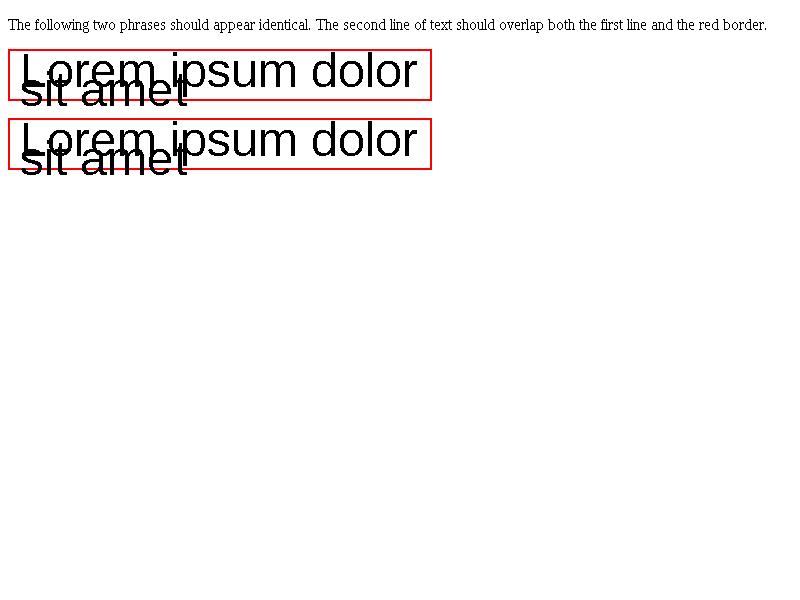 The following two phrases should appear identical. The second line of text should overlap both the first line and the red border.
Lorem ipsum dolor
sit amet
Lorem ipsum dolor
sit amet